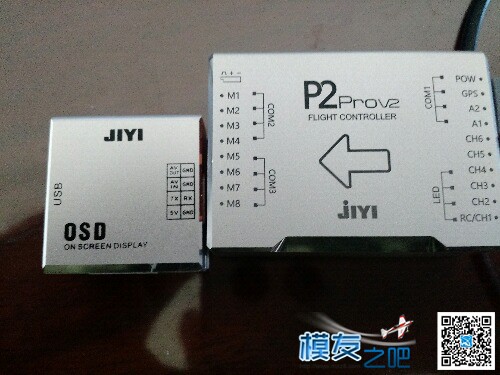 JIYI
USB
AV OUT GND
AV IN GND
TX RX
5V GND
OSD
ON SCREEN DISPLAY
P2 PROV2
FLIGHT CONTROLLER
M1
M2
M3
M4
M5
M6
M7
M8
COM2
COM3
JIYI
COM1
LED
POW
GPS
A2
A1
CH6
CH5
CH4
CH3
CH2
RC/CH1
模友之吧